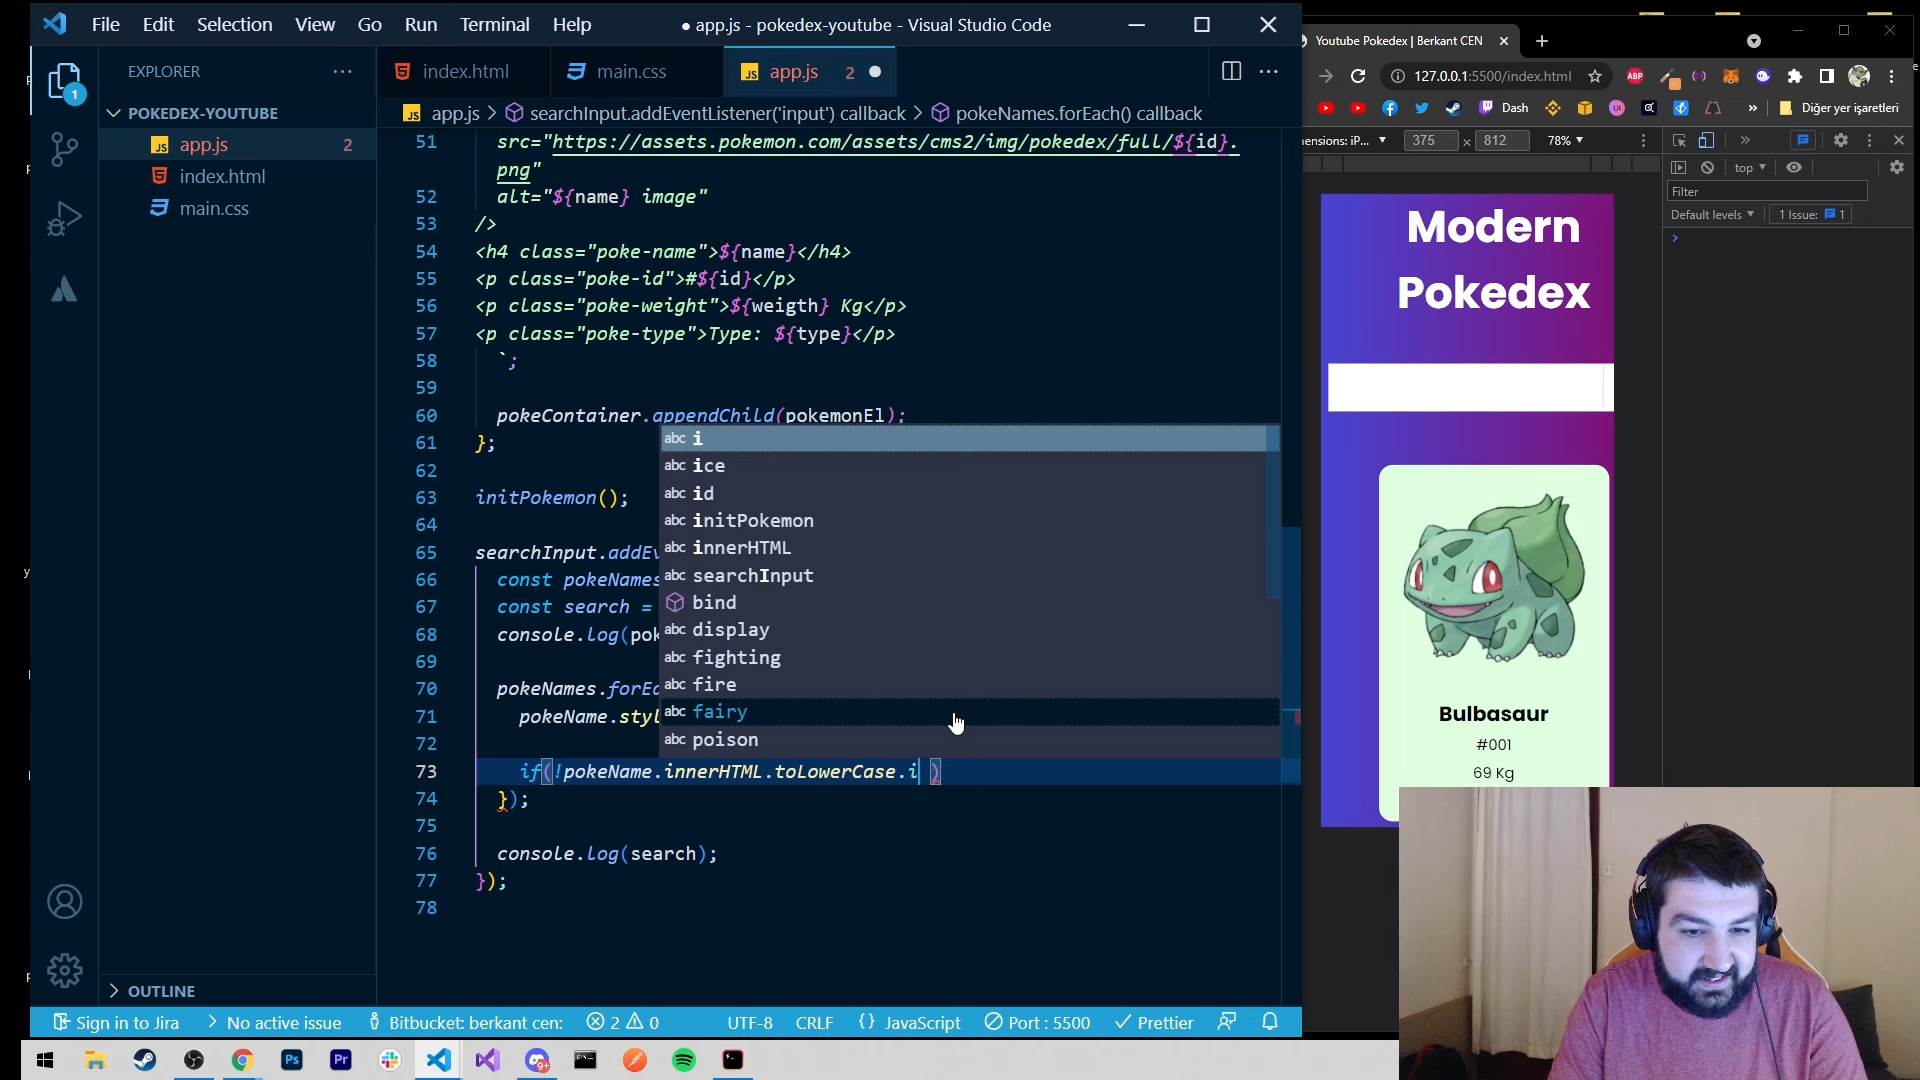 File Edit Selection View Go Run Terminal Help
● app.js - pokedex-youtube - Visual Studio Code
EXPLORER
1
POKEDEX-YOUTUBE
app.js 2
index.html
main.css
OUTLINE
index.html
main.css
app.js 2
app.js > searchInput.addEventListener('input') callback > pokeNames.forEach() callback
51 src="https://assets.pokemon.com/assets/cms2/img/pokedex/full/${id}.
png"
52 alt="${name} image"
53 />
54 <h4 class="poke-name">${name}</h4>
55 <p class="poke-id">#${id}</p>
56 <p class="poke-weight">${weigth} Kg</p>
57 <p class="poke-type">Type: ${type}</p>
58 `;
59
60 pokeContainer.appendChild(pokemonEl);
61 };
62
63 initPokemon();
64
65 searchInput.addEv
66 const pokeNames
67 const search =
68 console.log(pok
69
70 pokeNames.forEa
71 pokeName.styl
72
73 if(!pokeName.innerHTML.toLowerCase.i )
74 });
75
76 console.log(search);
77 });
78
abc i
abc ice
abc id
abc initPokemon
abc innerHTML
abc searchInput
bind
abc display
abc fighting
abc fire
abc fairy
abc poison
Sign in to Jira
No active issue
Bitbucket: berkant cen:
2
0
UTF-8
CRLF
{} JavaScript
Port : 5500
Prettier
Youtube Pokedex | Berkant CEN
127.0.0.1:5500/index.html
ABP
Dash
»
Diğer yer işaretleri
nensions: iP...
375 × 812
78%
»
top
Filter
Default levels
1 Issue: 1
Modern
Pokedex
Bulbasaur
#001
69 Kg
Ps
Pr
9+